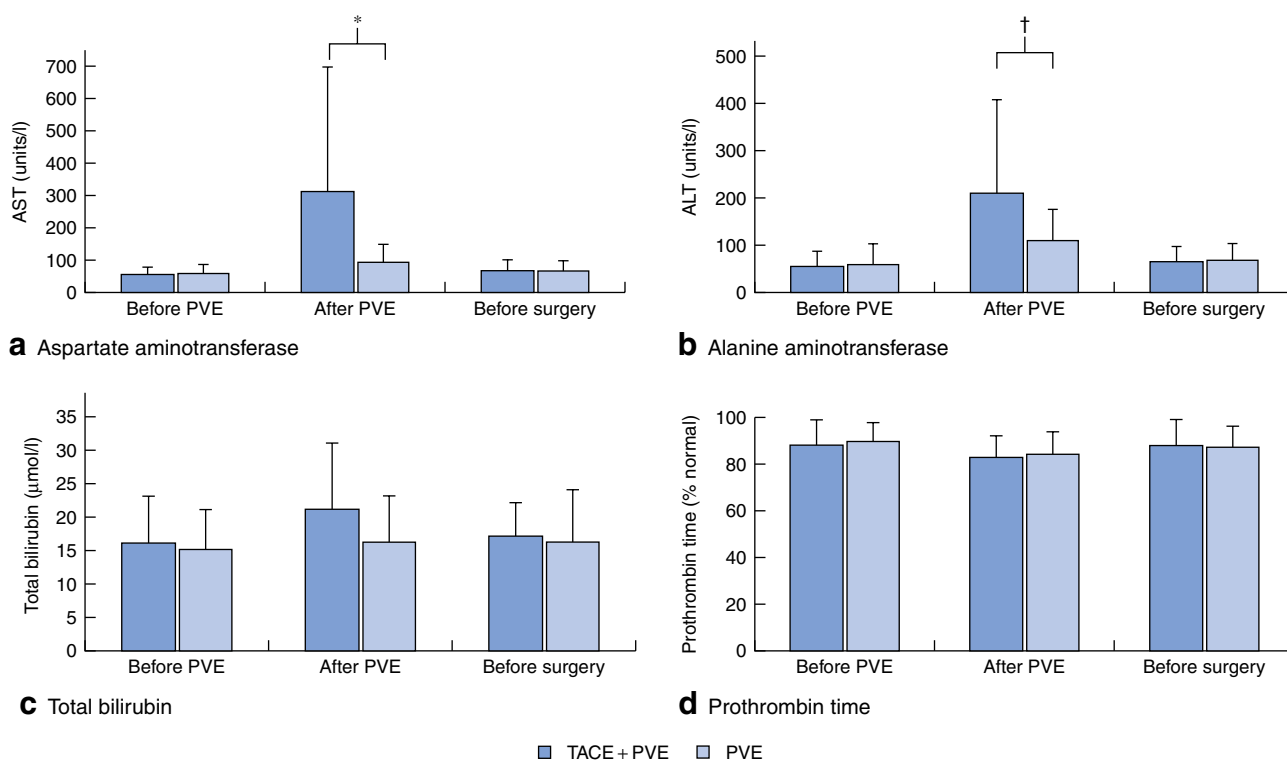 *
AST (units/l)
700
600
500
400
300
200
100
0
Before PVE
After PVE
Before surgery
a Aspartate aminotransferase
†
ALT (units/l)
500
400
300
200
100
0
Before PVE
After PVE
Before surgery
b Alanine aminotransferase
Total bilirubin (μmol/l)
35
30
25
20
15
10
5
0
Before PVE
After PVE
Before surgery
c Total bilirubin
Prothrombin time (% normal)
100
80
60
40
20
0
Before PVE
After PVE
Before surgery
d Prothrombin time
TACE + PVE
PVE